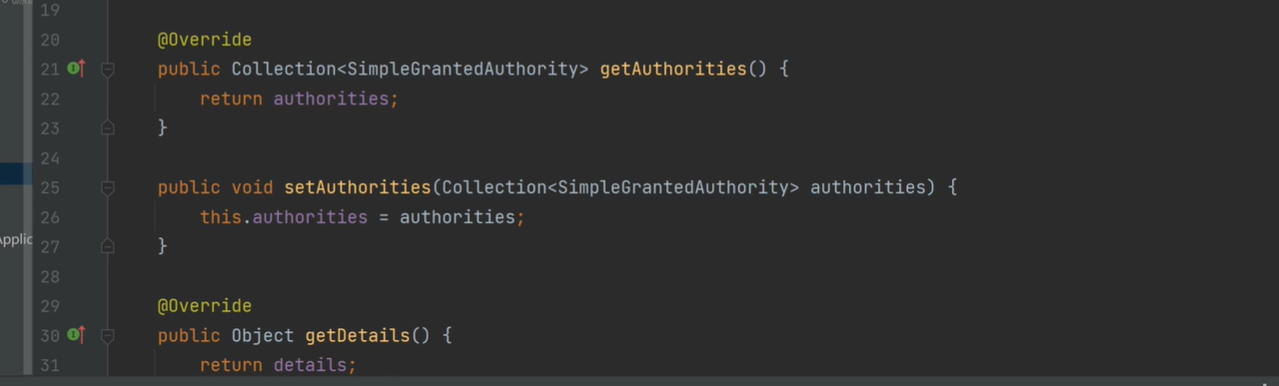 19
20 @Override
21 public Collection<SimpleGrantedAuthority> getAuthorities() {
22 return authorities;
23 }
24
25 public void setAuthorities(Collection<SimpleGrantedAuthority> authorities) {
26 this.authorities = authorities;
Applic
27 }
28
29 @Override
30 public Object getDetails() {
31 return details;